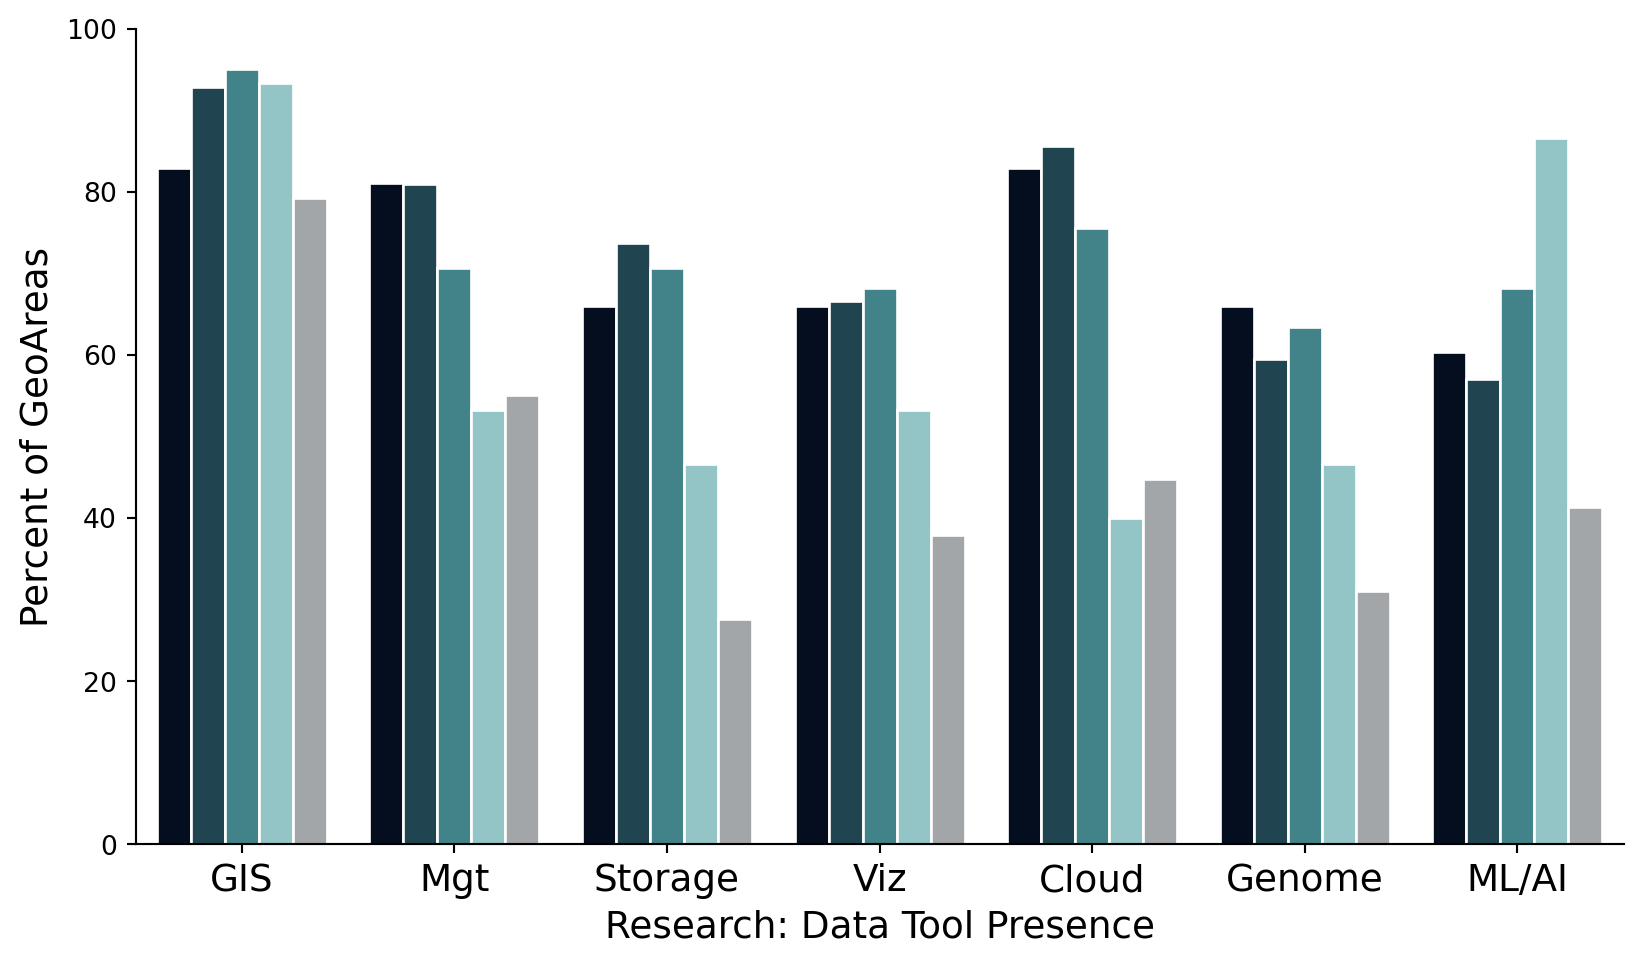 100
80
60
40
20
0
Percent of GeoAreas
GIS Mgt Storage Viz Cloud Genome ML/AI
Research: Data Tool Presence